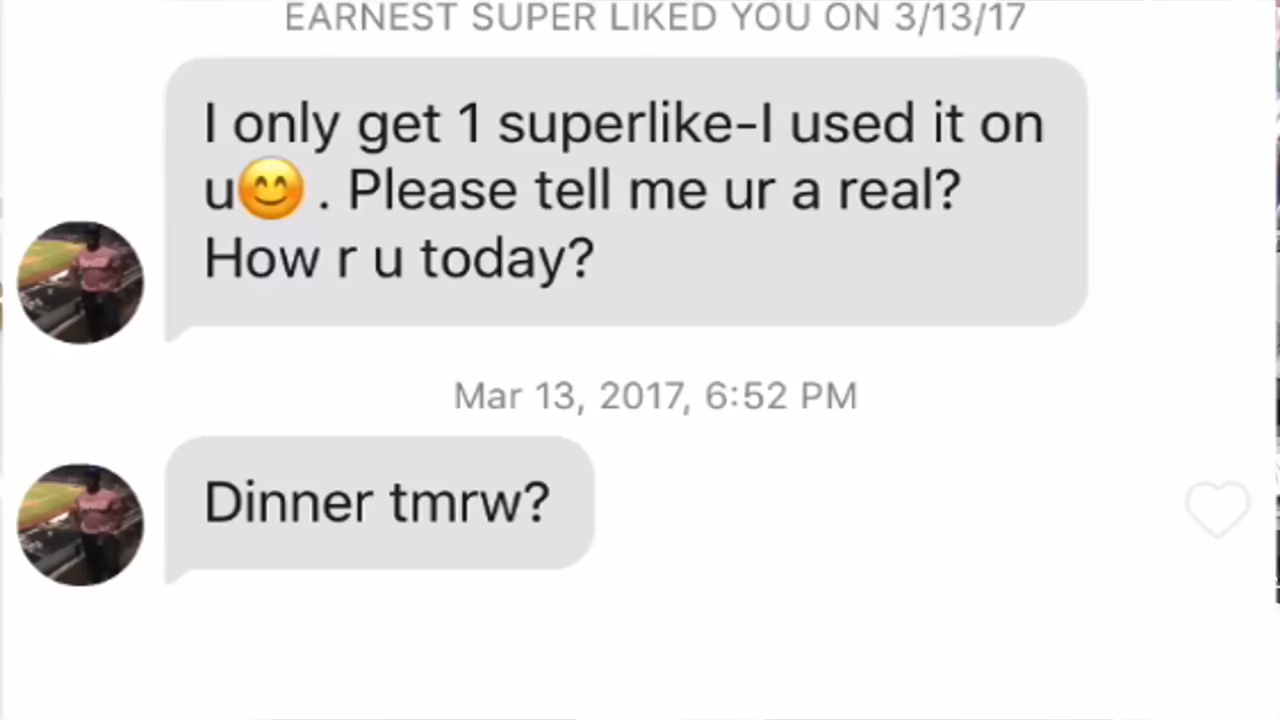 EARNEST SUPER LIKED YOU ON 3/13/17
I only get 1 superlike-I used it on
u😊 . Please tell me ur a real?
How r u today?
Mar 13, 2017, 6:52 PM
Dinner tmrw?